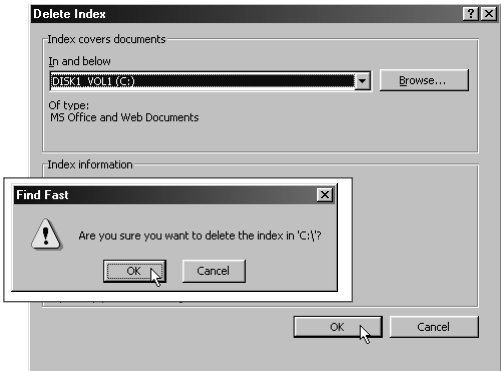 Delete Index
Index covers documents
In and below
DISK1_VOL1 (C:)
Browse...
Of type:
MS Office and Web Documents
Index information
Find Fast
Are you sure you want to delete the index in 'C:\'?
OK
Cancel
OK
Cancel